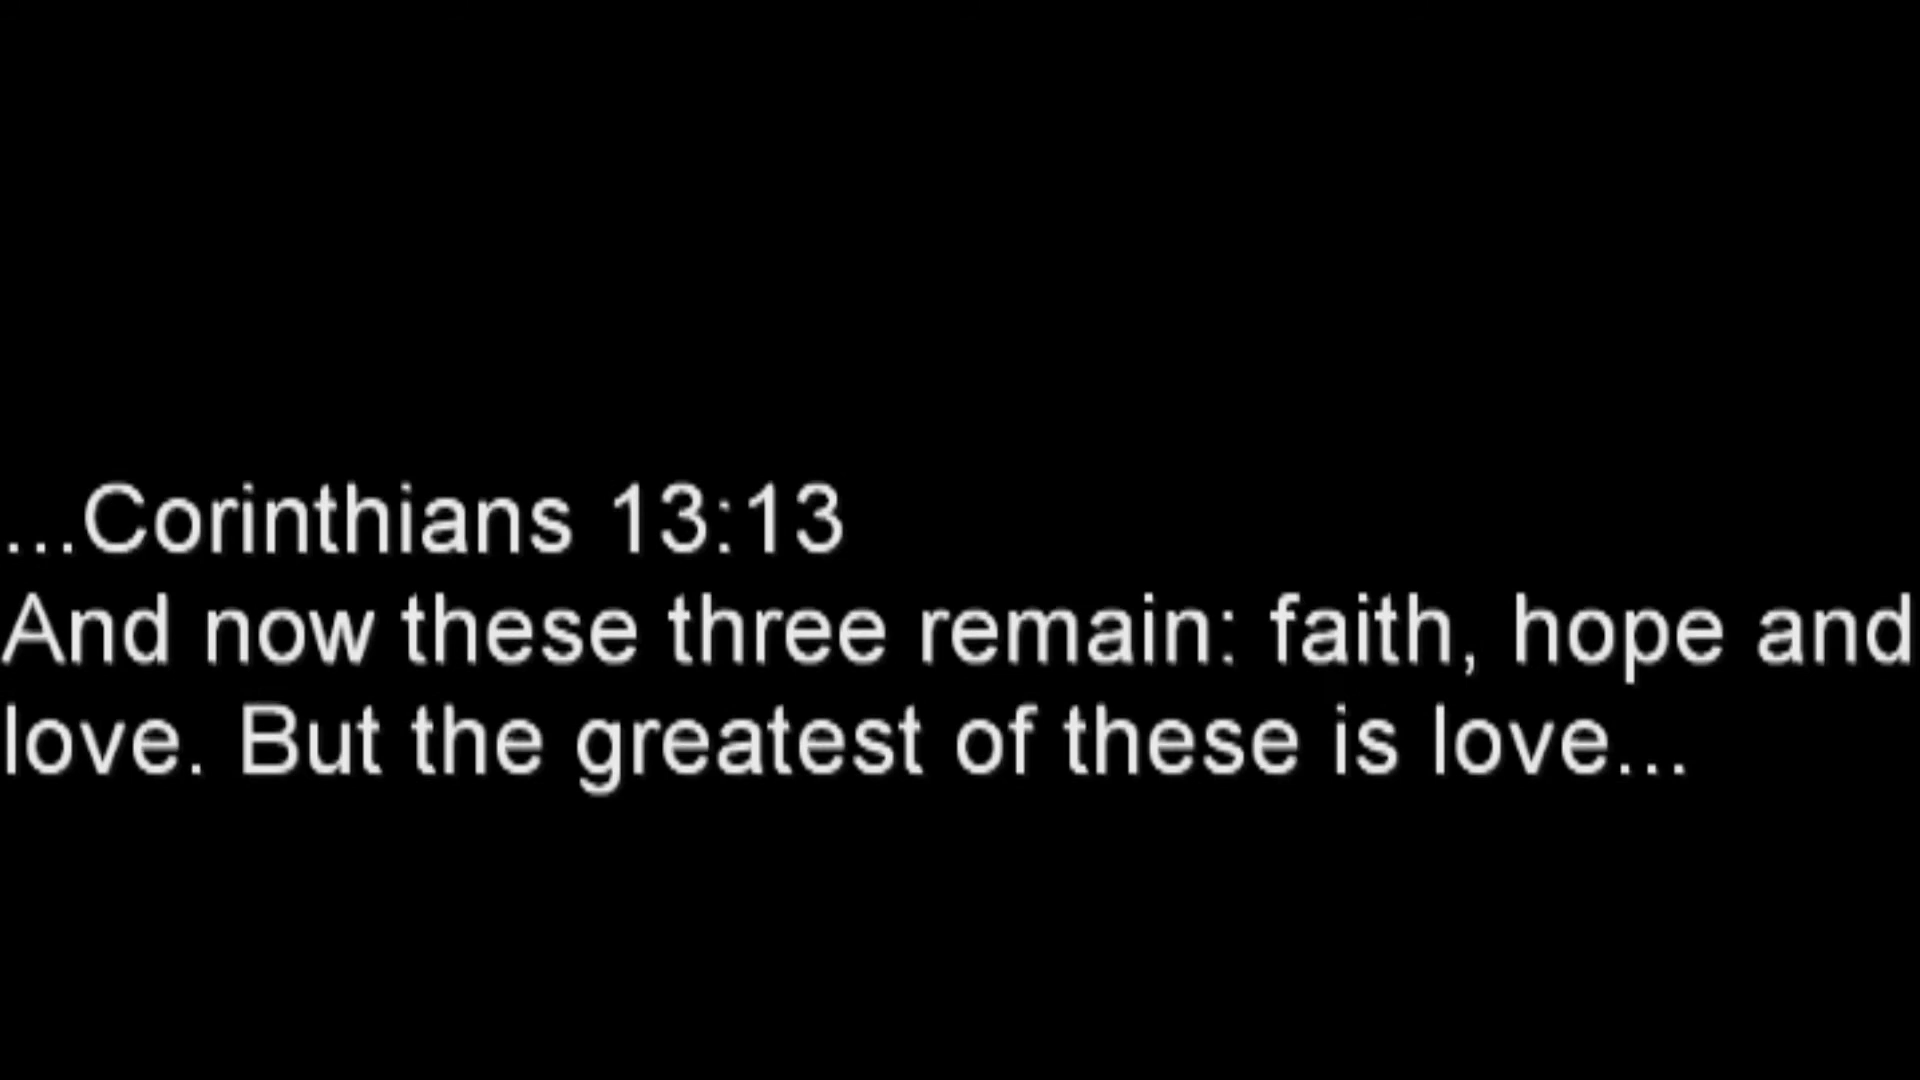 ...Corinthians 13:13
And now these three remain: faith, hope and
love. But the greatest of these is love...